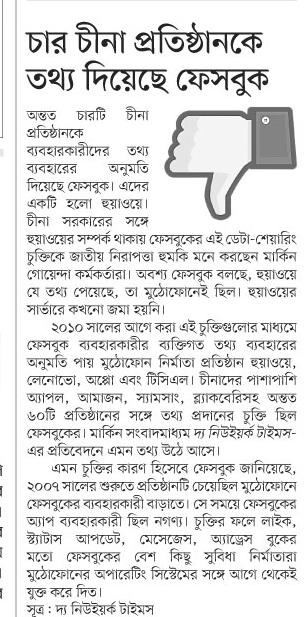 চার চীনা প্রতিষ্ঠানকে
তথ্য দিয়েছে ফেসবুক
অন্তত চারটি চীনা
প্রতিষ্ঠানকে
ব্যবহারকারীদের তথ্য
ব্যবহারের অনুমতি
দিয়েছে ফেসবুক। এদের
একটি হলো হুয়াওয়ে।
চীনা সরকারের সঙ্গে
হুয়াওয়ের সম্পর্ক থাকায় ফেসবুকের এই ডেটা-শেয়ারিং
চুক্তিকে জাতীয় নিরাপত্তা হুমকি মনে করছেন মার্কিন
গোয়েন্দা কর্মকর্তারা। অবশ্য ফেসবুক বলছে, হুয়াওয়ে
যে তথ্য পেয়েছে, তা মুঠোফোনেই ছিল। হুয়াওয়ের
সার্ভারে কখনো জমা হয়নি।
২০১০ সালের আগে করা এই চুক্তিগুলোর মাধ্যমে
ফেসবুক ব্যবহারকারীর ব্যক্তিগত তথ্য ব্যবহারের
অনুমতি পায় মুঠোফোন নির্মাতা প্রতিষ্ঠান হুয়াওয়ে,
লেনোভো, অপ্পো এবং টিসিএল। চীনাদের পাশাপাশি
অ্যাপল, আমাজন, স্যামসাং, ব্ল্যাকবেরিসহ অন্তত
৬০টি প্রতিষ্ঠানের সঙ্গে তথ্য প্রদানের চুক্তি ছিল
ফেসবুকের। মার্কিন সংবাদমাধ্যম দ্য নিউইয়র্ক টাইমস-
এর প্রতিবেদনে এমন তথ্য উঠে আসে।
এমন চুক্তির কারণ হিসেবে ফেসবুক জানিয়েছে,
২০০৭ সালের শুরুতে প্রতিষ্ঠানটি চেয়েছিল মুঠোফোনে
ফেসবুকের ব্যবহারকারী বাড়াতে। সে সময়ে ফেসবুকের
অ্যাপ ব্যবহারকারী ছিল নগণ্য। চুক্তির ফলে লাইক,
স্ট্যাটাস আপডেট, মেসেজেস, অ্যাড্রেস বুকের
মতো ফেসবুকের বেশ কিছু সুবিধা নির্মাতারা
মুঠোফোনের অপারেটিং সিস্টেমের সঙ্গে আগে থেকেই
যুক্ত করে দিত।
সূত্র : দ্য নিউইয়র্ক টাইমস